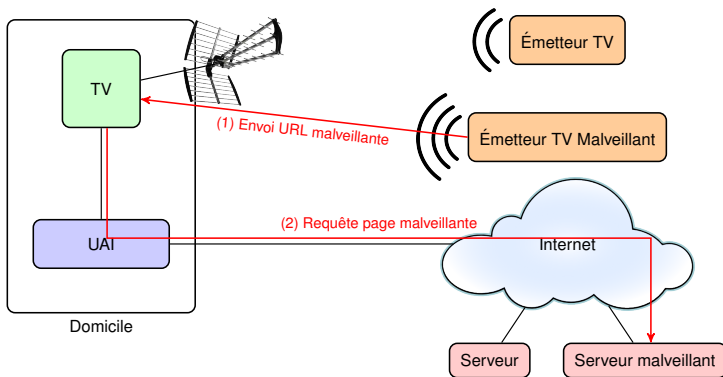 Émetteur TV
TV
(1) Envoi URL malveillante
Émetteur TV Malveillant
(2) Requête page malveillante
UAI
Internet
Domicile
Serveur
Serveur malveillant